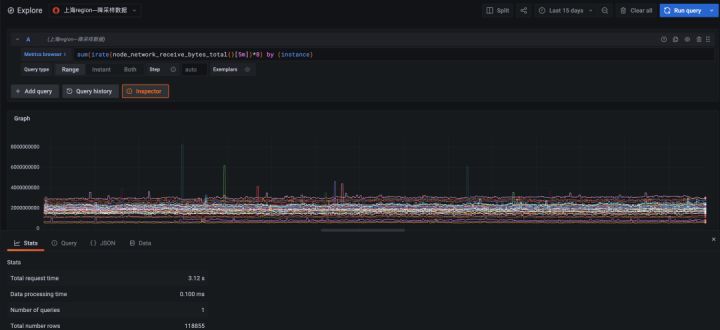 Explore 上海region—降采样数据 Split Last 15 days Clear all Run query
A (上海region—降采样数据)
Metrics browser > sum(irate(node_network_receive_bytes_total{}[5m])*8) by (instance)
Query type Range Instant Both Step auto Exemplars
+ Add query Query history Inspector
Graph
8000000000
6000000000
4000000000
2000000000
0
Stats Query {} JSON Data
Stats
Total request time 3.12 s
Data processing time 0.100 ms
Number of queries 1
Total number rows 118855